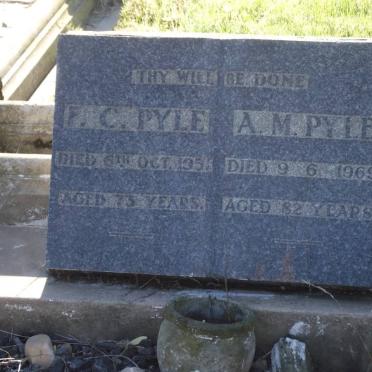 THY WILL BE DONE
F. C. PYLE A. M. PYLE
DIED 6TH OCT. 1951 DIED 9 6 1969
AGED 73 YEARS. AGED 82 YEARS